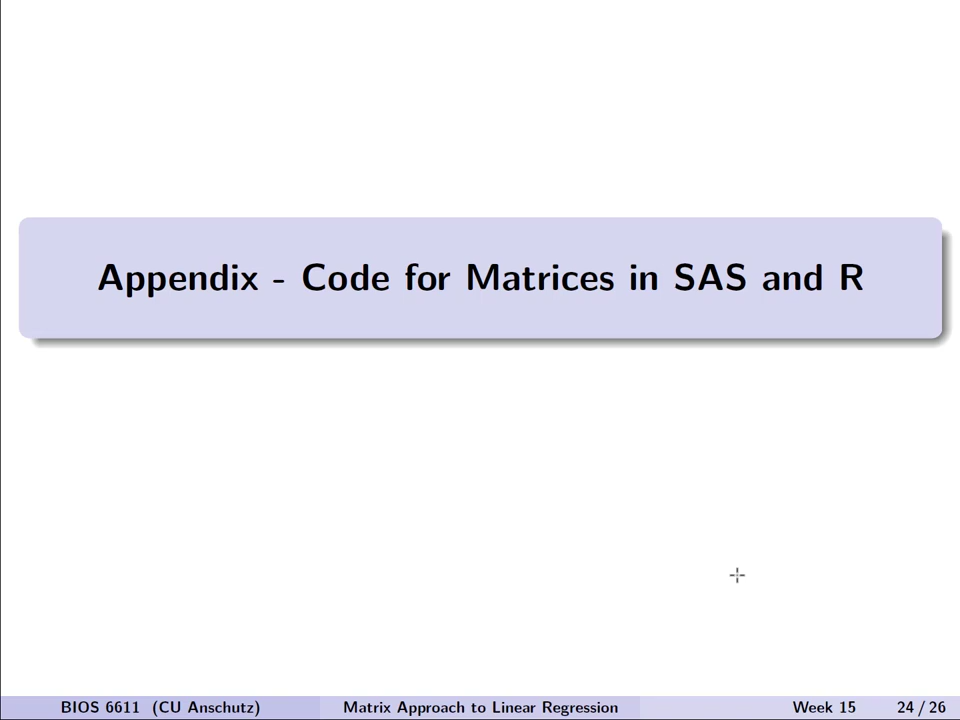 Appendix - Code for Matrices in SAS and R
BIOS 6611 (CU Anschutz) Matrix Approach to Linear Regression Week 15 24 / 26